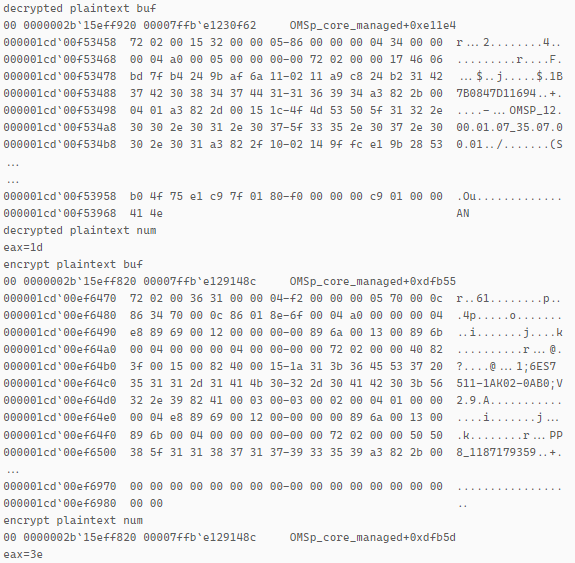 decrypted plaintext buf
00 0000002b`15eff920 00007ffb`e1230f62     OMSp_core_managed+0xe11e4
000001cd`00f53458  72 02 00 15 32 00 00 05-86 00 00 00 04 34 00 00  r...2........4..
000001cd`00f53468  00 04 a0 00 05 00 00 00-00 72 02 00 00 17 46 06  .........r....F.
000001cd`00f53478  bd 7f b4 24 9b af 6a 11-02 11 a9 c8 24 b2 31 42  ...$..j.....$.1B
000001cd`00f53488  37 42 30 38 34 37 44 31-31 36 39 34 a3 82 2b 00  7B0847D11694..+.
000001cd`00f53498  04 01 a3 82 2d 00 15 1c-4f 4d 53 50 5f 31 32 2e  ....-...OMSP_12.
000001cd`00f534a8  30 30 2e 30 31 2e 30 37-5f 33 35 2e 30 37 2e 30  00.01.07_35.07.0
000001cd`00f534b8  30 2e 30 31 a3 82 2f 10-02 14 9f fc e1 9b 28 53  0.01../.......(S
...
...
000001cd`00f53958  b0 4f 75 e1 c9 7f 01 80-f0 00 00 00 c9 01 00 00  .Ou.............
000001cd`00f53968  41 4e                                            AN
decrypted plaintext num
eax=1d
encrypt plaintext buf
00 0000002b`15eff820 00007ffb`e129148c     OMSp_core_managed+0xdfb55
000001cd`00ef6470  72 02 00 36 31 00 00 04-f2 00 00 00 05 70 00 0c  r..61........p..
000001cd`00ef6480  86 34 70 00 0c 86 01 8e-6f 00 04 a0 00 00 00 04  .4p.....o.......
000001cd`00ef6490  e8 89 69 00 12 00 00 00-00 89 6a 00 13 00 89 6b  ..i.......j....k
000001cd`00ef64a0  00 04 00 00 00 04 00 00-00 00 72 02 00 00 40 82  ..........r...@.
000001cd`00ef64b0  3f 00 15 00 82 40 00 15-1a 31 3b 36 45 53 37 20  ?....@...1;6ES7
000001cd`00ef64c0  35 31 31 2d 31 41 4b 30-32 2d 30 41 42 30 3b 56  511-1AK02-0AB0;V
000001cd`00ef64d0  32 2e 39 82 41 00 03 00-03 00 02 00 04 01 00 00  2.9.A...........
000001cd`00ef64e0  00 04 e8 89 69 00 12 00-00 00 00 89 6a 00 13 00  ....i.......j...
000001cd`00ef64f0  89 6b 00 04 00 00 00 00-00 00 72 02 00 00 50 50  .k........r...PP
000001cd`00ef6500  38 5f 31 31 38 37 31 37-39 33 35 39 a3 82 2b 00  8_1187179359..+.
...
000001cd`00ef6970  00 00 00 00 00 00 00 00-00 00 00 00 00 00 00 00  ................
000001cd`00ef6980  00 00                                            ..
encrypt plaintext num
00 0000002b`15eff820 00007ffb`e129148c     OMSp_core_managed+0xdfb5d
eax=3e